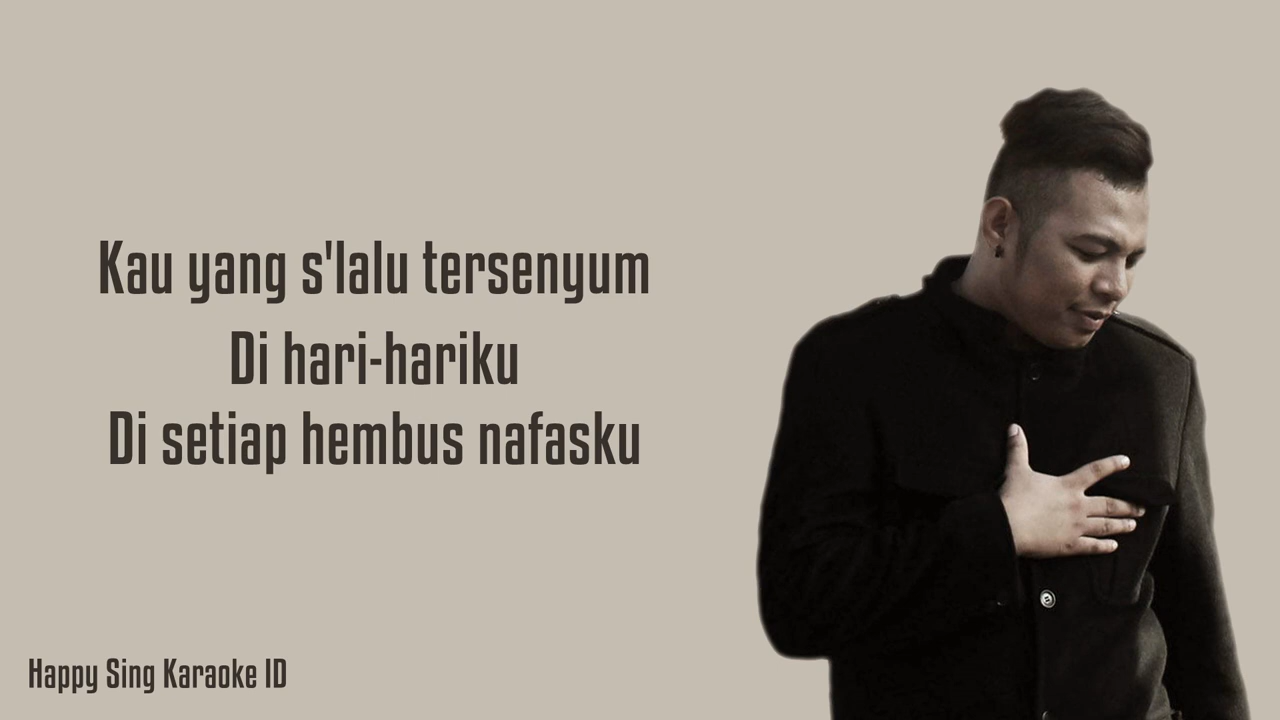 Kau yang s'lalu tersenyum
Di hari-hariku
Di setiap hembus nafasku
Happy Sing Karaoke ID